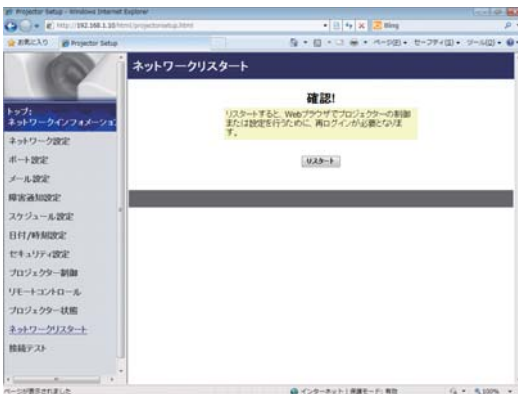 Projector Setup - Windows Internet Explorer
http://192.168.1.10/html/projectorsetup.html
Bing
お気に入り
Projector Setup
ページ(P)
セーフティ(S)
ツール(O)
ネットワークリスタート
確認!
リスタートすると、Webブラウザでプロジェクターの制御
または設定を行うために、再ログインが必要となりま
す。
リスタート
トップ:
ネットワークインフォメーション
ネットワーク設定
ポート設定
メール設定
障害通知設定
スケジュール設定
日付/時刻設定
セキュリティ設定
プロジェクター制御
リモートコントロール
プロジェクター状態
ネットワークリスタート
接続テスト
ページが表示されました
インターネット | 保護モード: 有効
100%